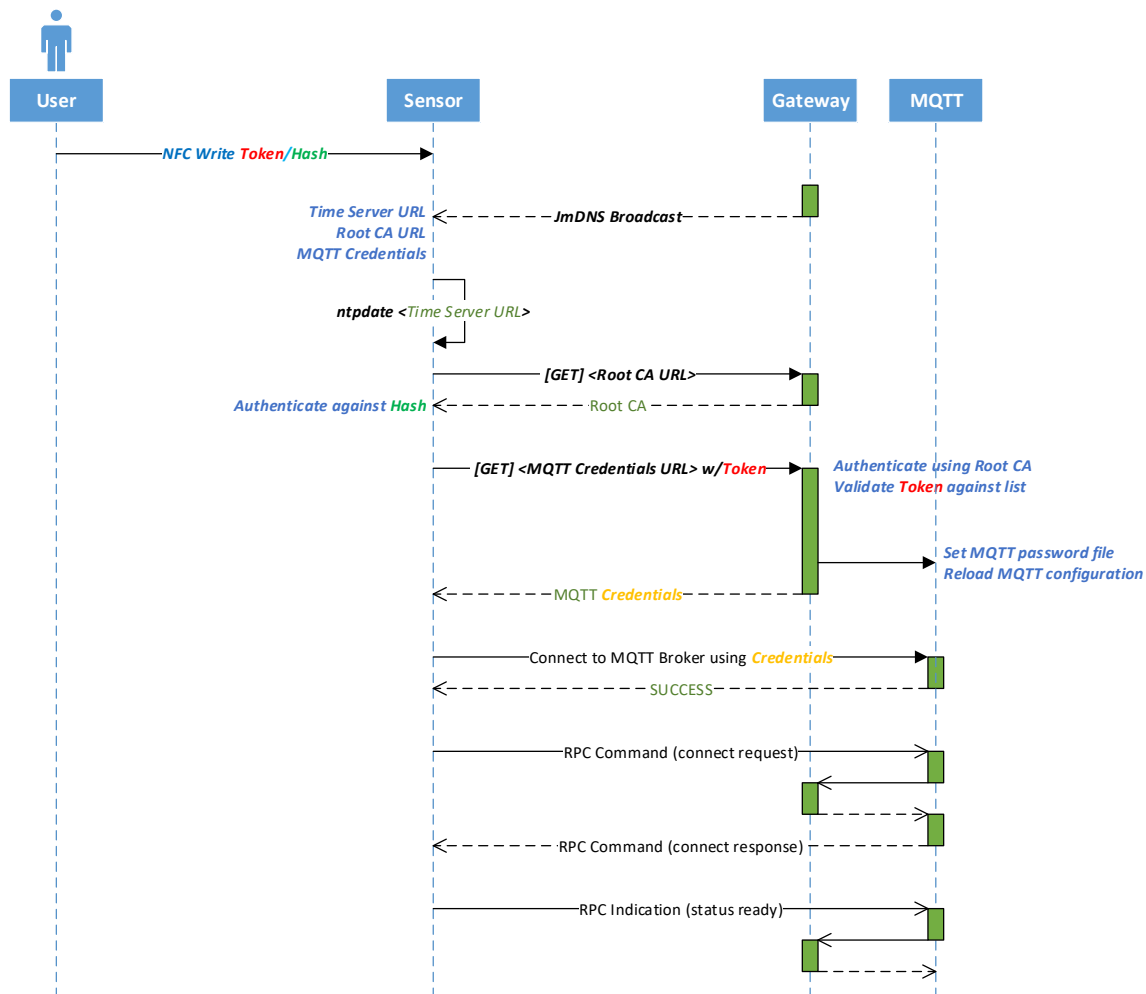 User
Sensor
Gateway
MQTT
NFC Write Token/Hash
JmDNS Broadcast
Time Server URL
Root CA URL
MQTT Credentials
ntpdate <Time Server URL>
[GET] <Root CA URL>
Root CA
Authenticate against Hash
[GET] <MQTT Credentials URL> w/Token
Authenticate using Root CA
Validate Token against list
Set MQTT password file
Reload MQTT configuration
MQTT Credentials
Connect to MQTT Broker using Credentials
SUCCESS
RPC Command (connect request)
RPC Command (connect response)
RPC Indication (status ready)